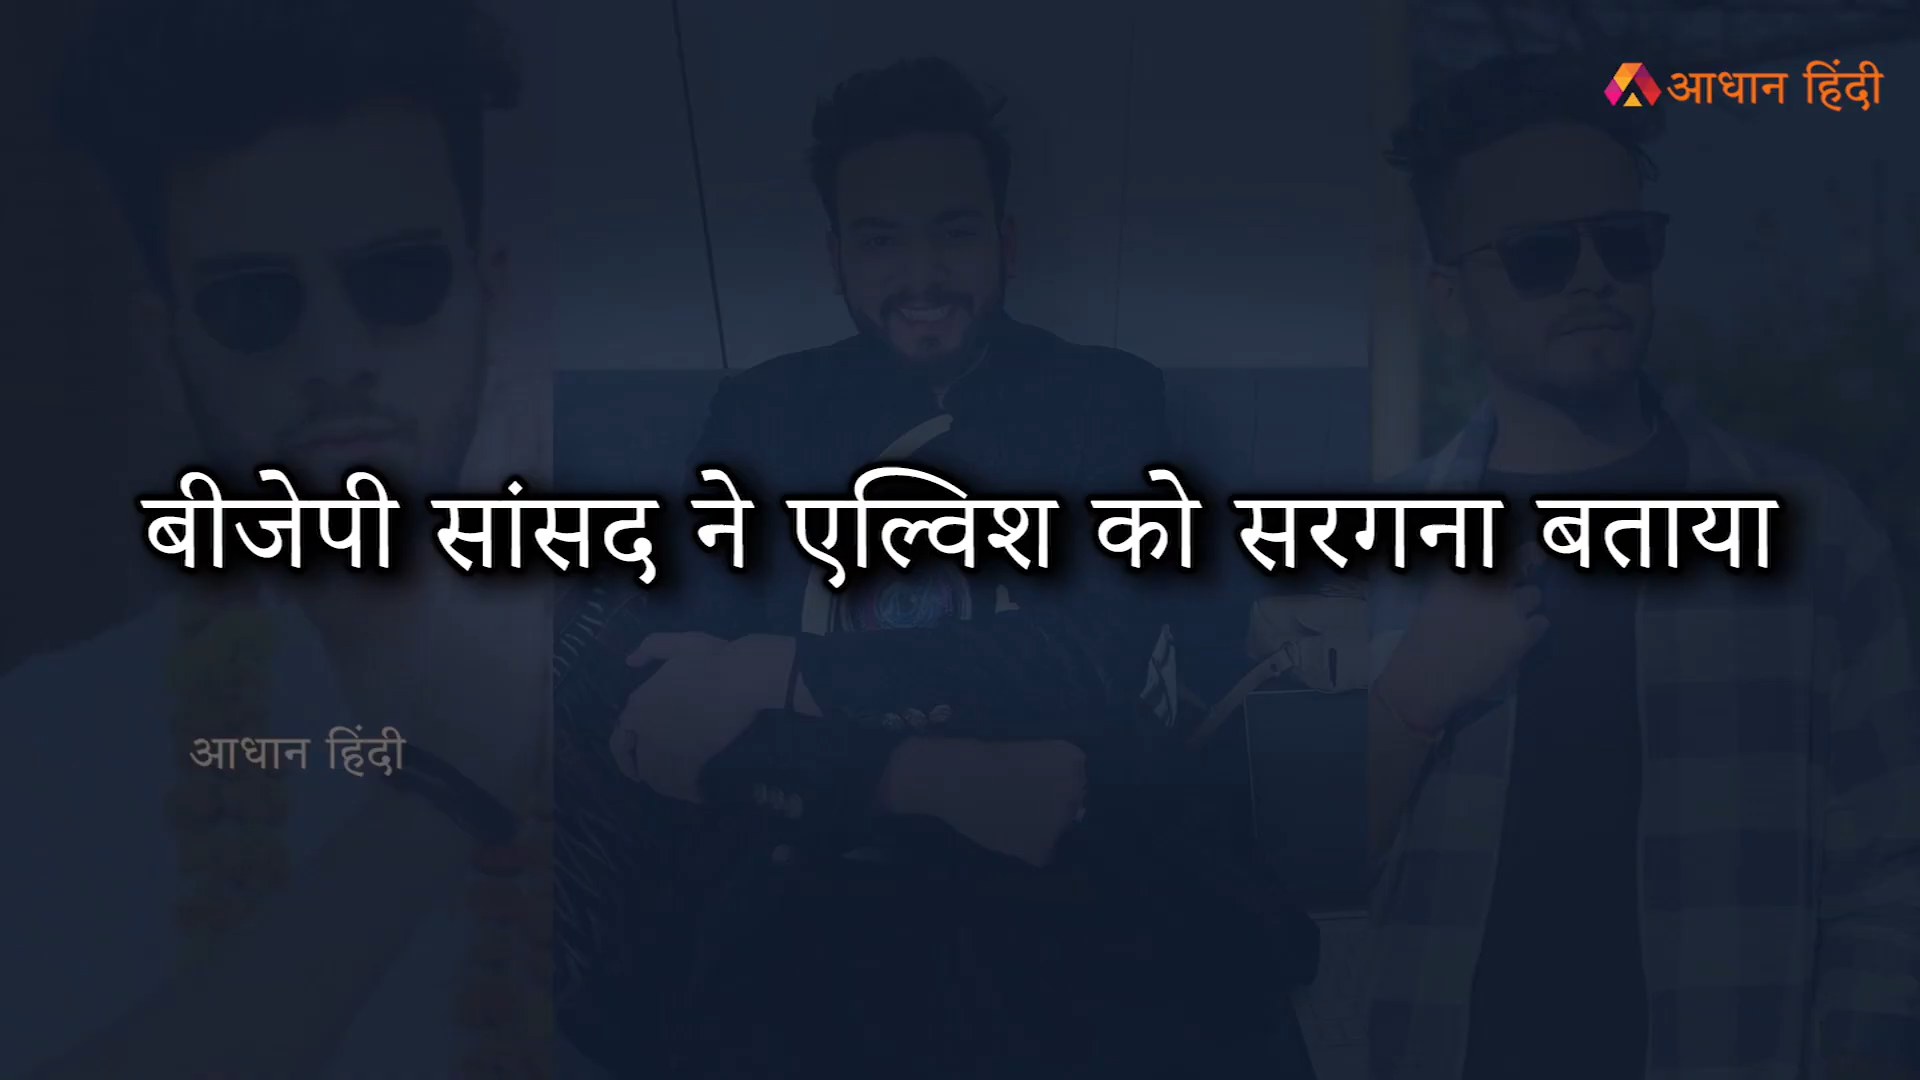 आधान हिंदी
बीजेपी सांसद ने एल्विश को सरगना बताया
आधान हिंदी